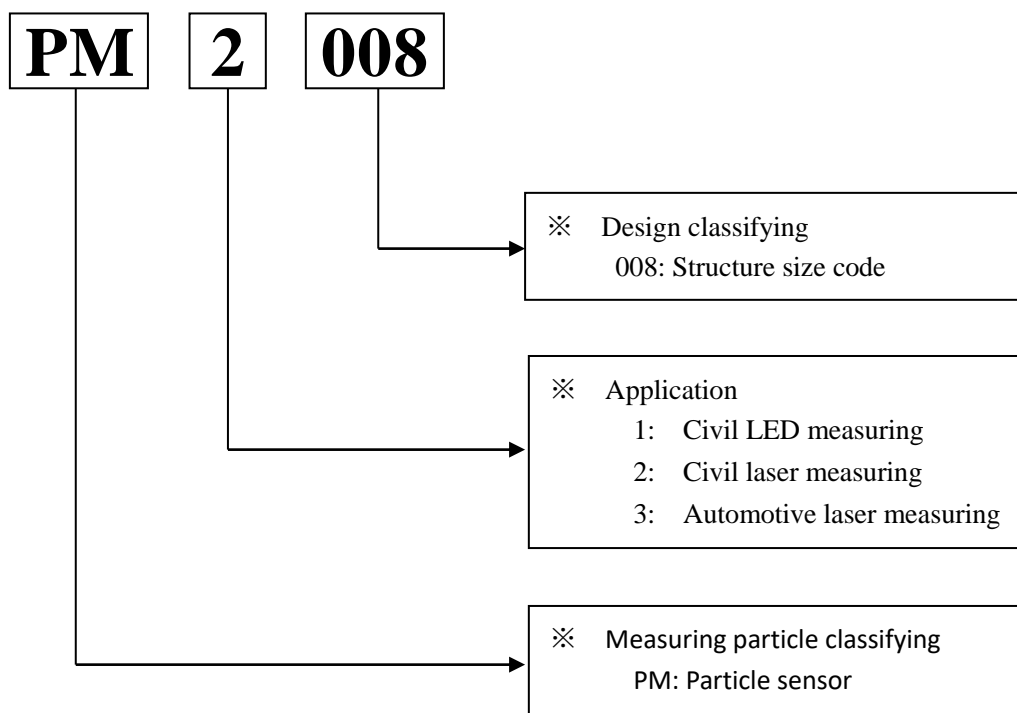 PM 2 008
※ Design classifying
008: Structure size code
※ Application
1: Civil LED measuring
2: Civil laser measuring
3: Automotive laser measuring
※ Measuring particle classifying
PM: Particle sensor